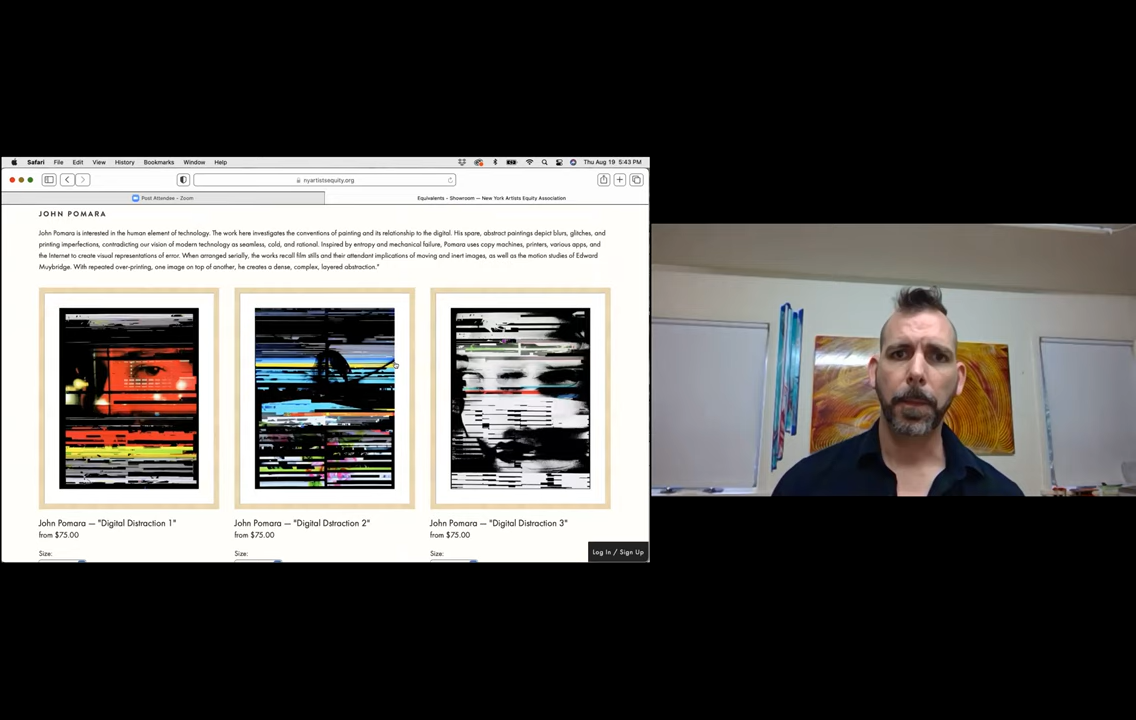 Safari File Edit View History Bookmarks Window Help Thu Aug 19 5:43 PM
nyartistsequity.org
Post Attendee - Zoom Equivalents - Showroom — New York Artists Equity Association
JOHN POMARA
John Pomara is interested in the human element of technology. The work here investigates the conventions of painting and its relationship to the digital. His spare, abstract paintings depict blurs, glitches, and
printing imperfections, contradicting our vision of modern technology as seamless, cold, and rational. Inspired by entropy and mechanical failure, Pomara uses copy machines, printers, various apps, and
the Internet to create visual representations of error. When arranged serially, the works recall film stills and their attendant implications of moving and inert images, as well as the motion studies of Edward
Muybridge. With repeated over-printing, one image on top of another, he creates a dense, complex, layered abstraction."
John Pomara — "Digital Distraction 1" John Pomara — "Digital Dstraction 2" John Pomara — "Digital Distraction 3"
from $75.00 from $75.00 from $75.00
Size: Size: Size:
Log In / Sign Up